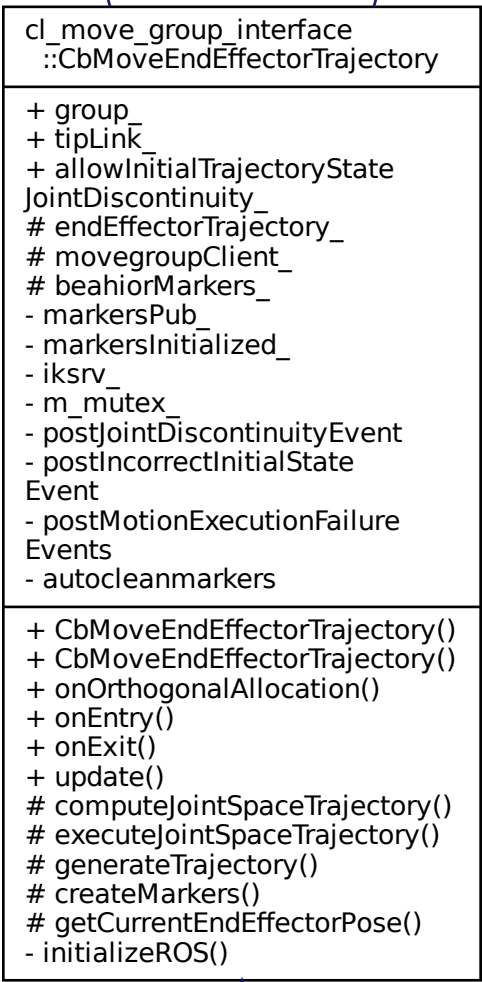 cl_move_group_interface
::CbMoveEndEffectorTrajectory
+ group_
+ tipLink_
+ allowInitialTrajectoryState
JointDiscontinuity_
# endEffectorTrajectory_
# movegroupClient_
# beahiorMarkers_
- markersPub_
- markersInitialized_
- iksrv_
- m_mutex_
- postJointDiscontinuityEvent
- postIncorrectInitialState
Event
- postMotionExecutionFailure
Events
- autocleanmarkers
+ CbMoveEndEffectorTrajectory()
+ CbMoveEndEffectorTrajectory()
+ onOrthogonalAllocation()
+ onEntry()
+ onExit()
+ update()
# computeJointSpaceTrajectory()
# executeJointSpaceTrajectory()
# generateTrajectory()
# createMarkers()
# getCurrentEndEffectorPose()
- initializeROS()